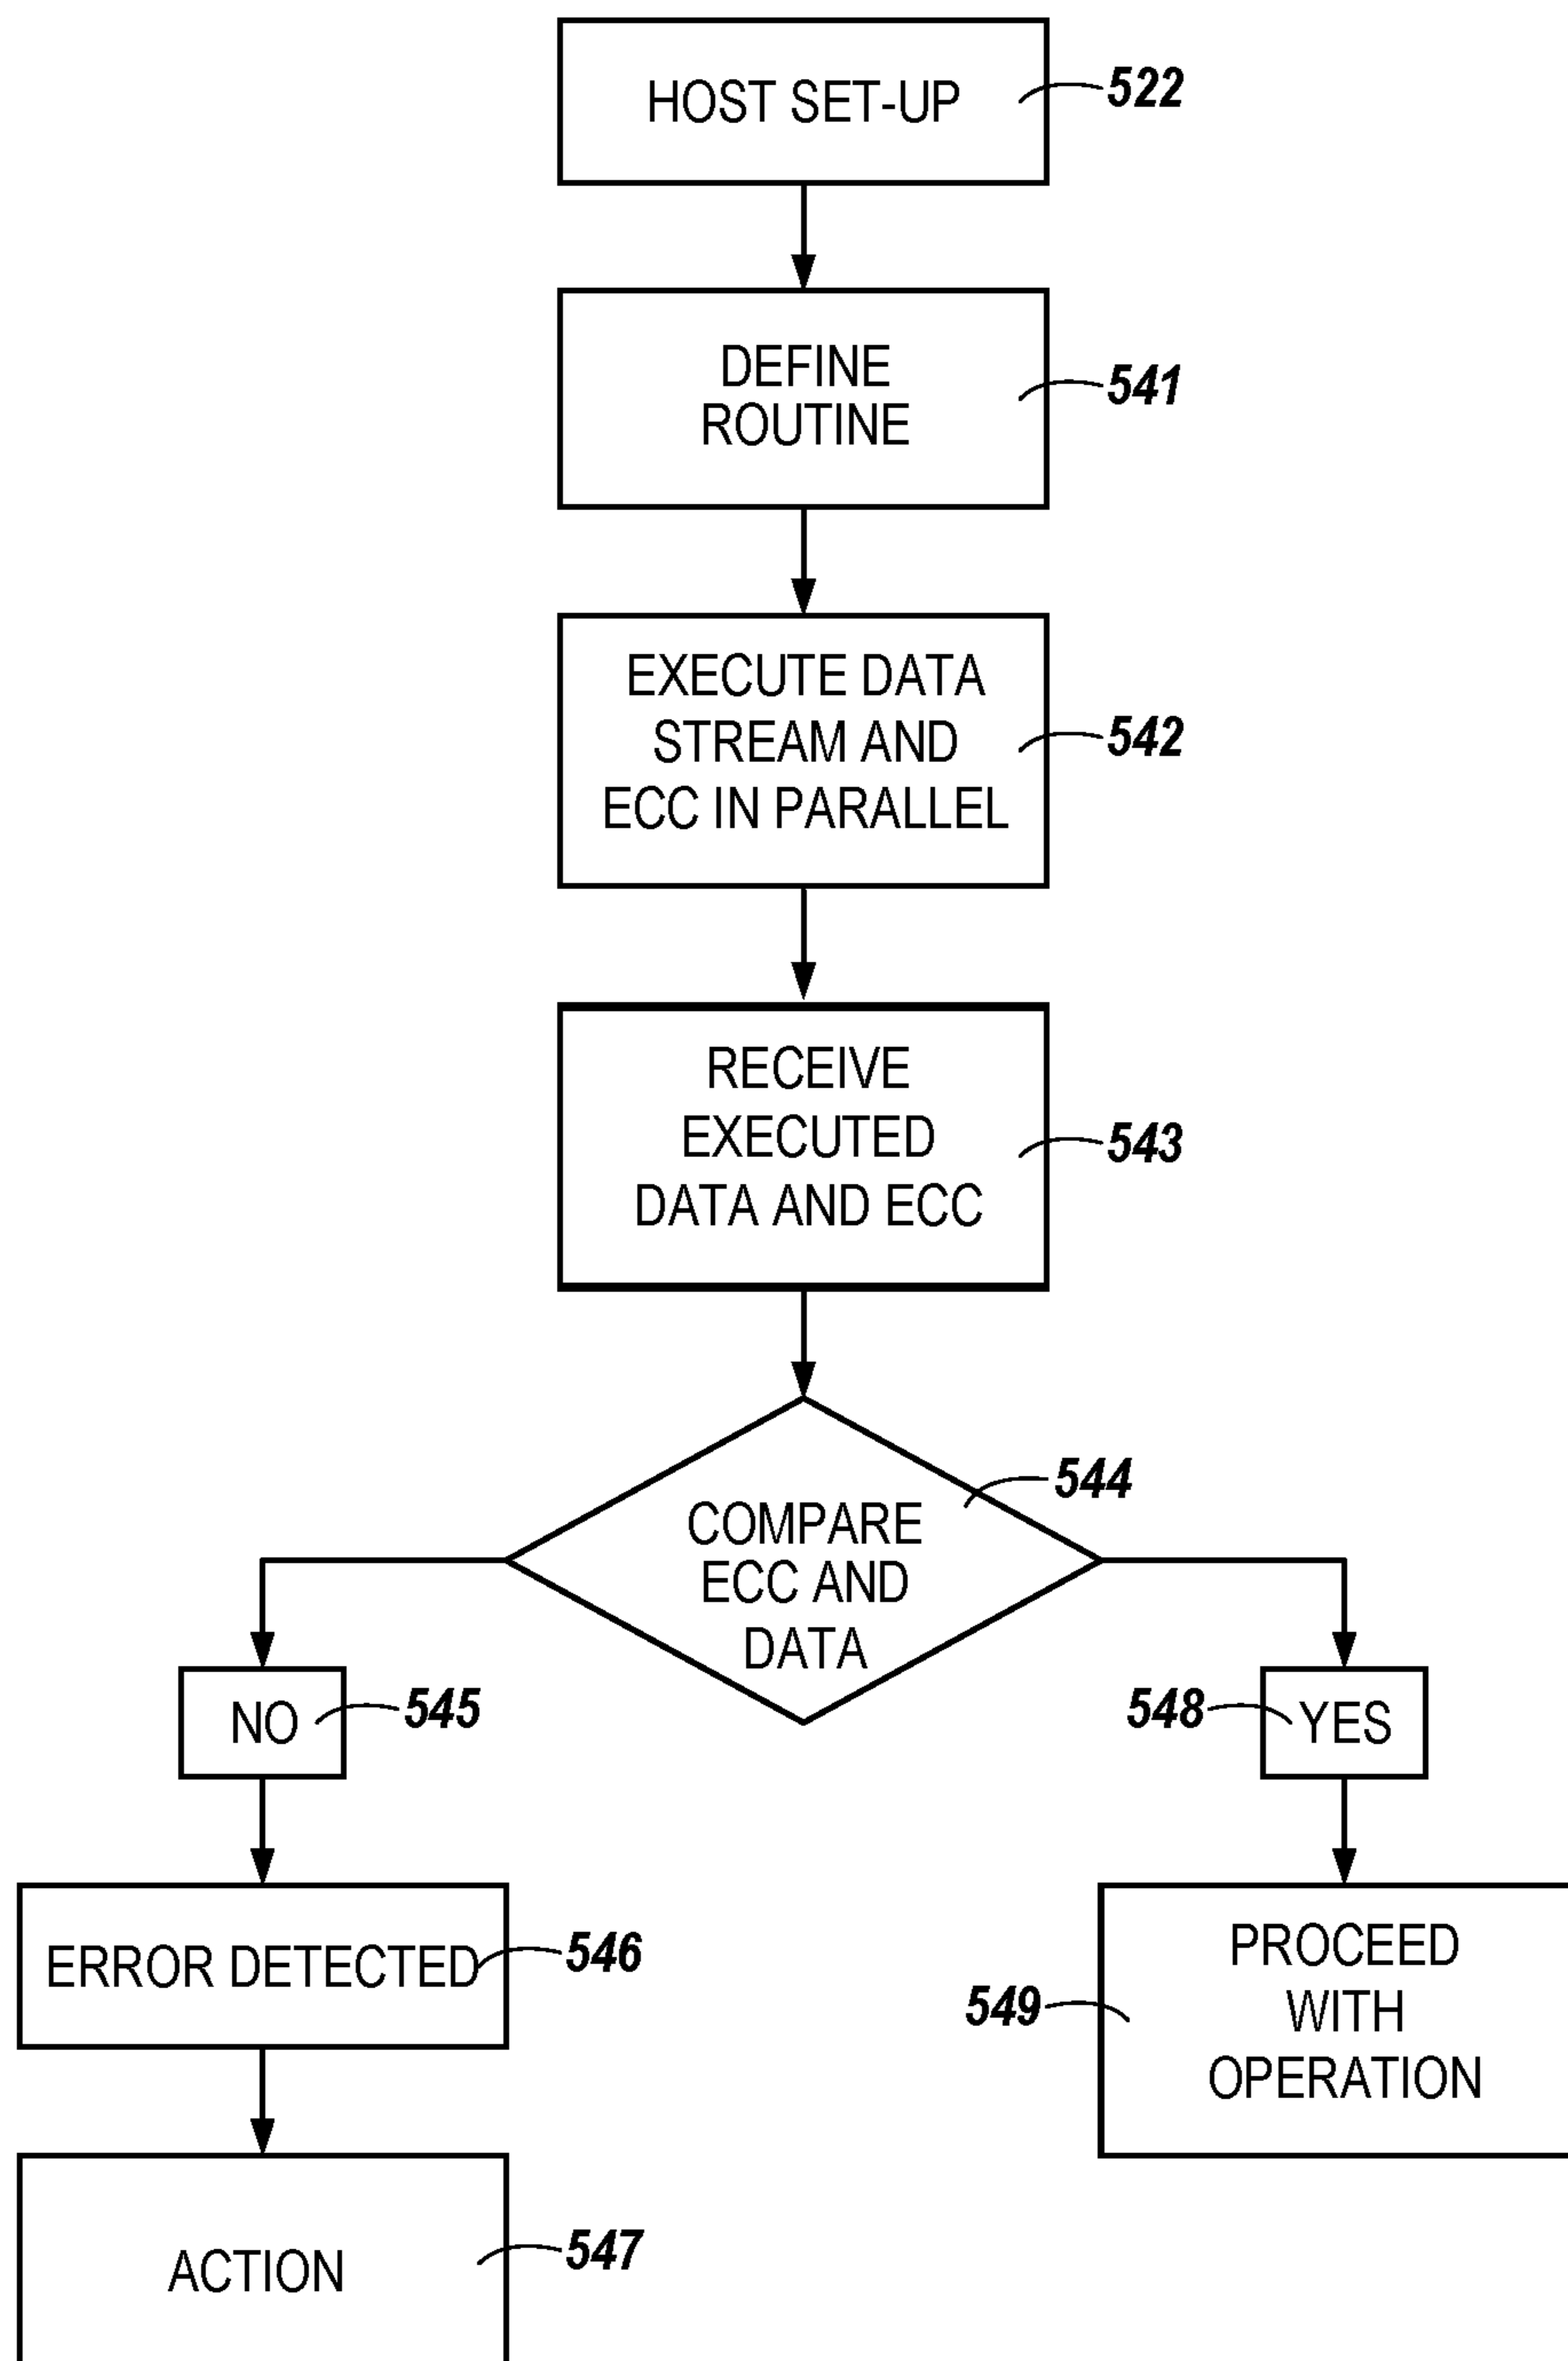 HOST SET-UP
522
DEFINE
ROUTINE
541
EXECUTE DATA
STREAM AND
ECC IN PARALLEL
542
RECEIVE
EXECUTED
DATA AND ECC
543
COMPARE
ECC AND
DATA
544
NO
545
548
YES
ERROR DETECTED
546
549
PROCEED
WITH
OPERATION
ACTION
547